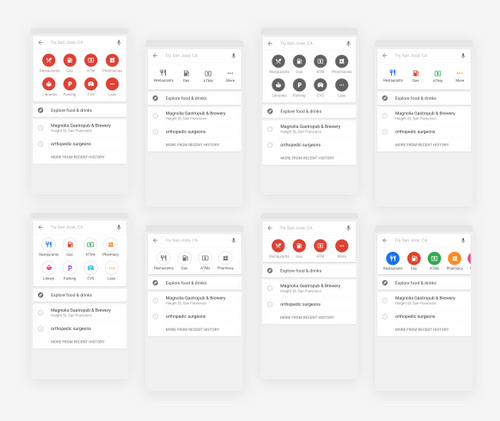 Try San Jose, CA
Restaurants Gas ATM Pharmacies
Libraries Parking CVS Less
Explore food & drinks
Magnolia Gastropub & Brewery
Haight St, San Francisco
orthopedic surgeons
MORE FROM RECENT HISTORY
Try San Jose, CA
Restaurants Gas ATMs More
Explore food & drinks
Magnolia Gastropub & Brewery
Haight St, San Francisco
orthopedic surgeons
MORE FROM RECENT HISTORY
Try San Jose, CA
Restaurants Gas ATM Pharmacies
Libraries Parking CVS Less
Explore food & drinks
Magnolia Gastropub & Brewery
Haight St, San Francisco
orthopedic surgeons
MORE FROM RECENT HISTORY
Try San Jose, CA
Restaurants Gas ATMs More
Explore food & drinks
Magnolia Gastropub & Brewery
Haight St, San Francisco
orthopedic surgeons
MORE FROM RECENT HISTORY
Try San Jose, CA
Restaurants Gas ATMs Pharmacy
Library Parking CVS Less
Explore food & drinks
Magnolia Gastropub & Brewery
Haight St, San Francisco
orthopedic surgeons
MORE FROM RECENT HISTORY
Try San Jose, CA
Restaurants Gas ATMs Pharmacy
Explore food & drinks
Magnolia Gastropub & Brewery
Haight St, San Francisco
orthopedic surgeons
MORE FROM RECENT HISTORY
Try San Jose, CA
Restaurants Gas ATMs More
Explore food & drinks
Magnolia Gastropub & Brewery
Haight St, San Francisco
orthopedic surgeons
MORE FROM RECENT HISTORY
Try San Jose, CA
Restaurants Gas ATMs Pharmacy
Explore food & drinks
Magnolia Gastropub & Brewery
Haight St, San Francisco
orthopedic surgeons
MORE FROM RECENT HISTORY